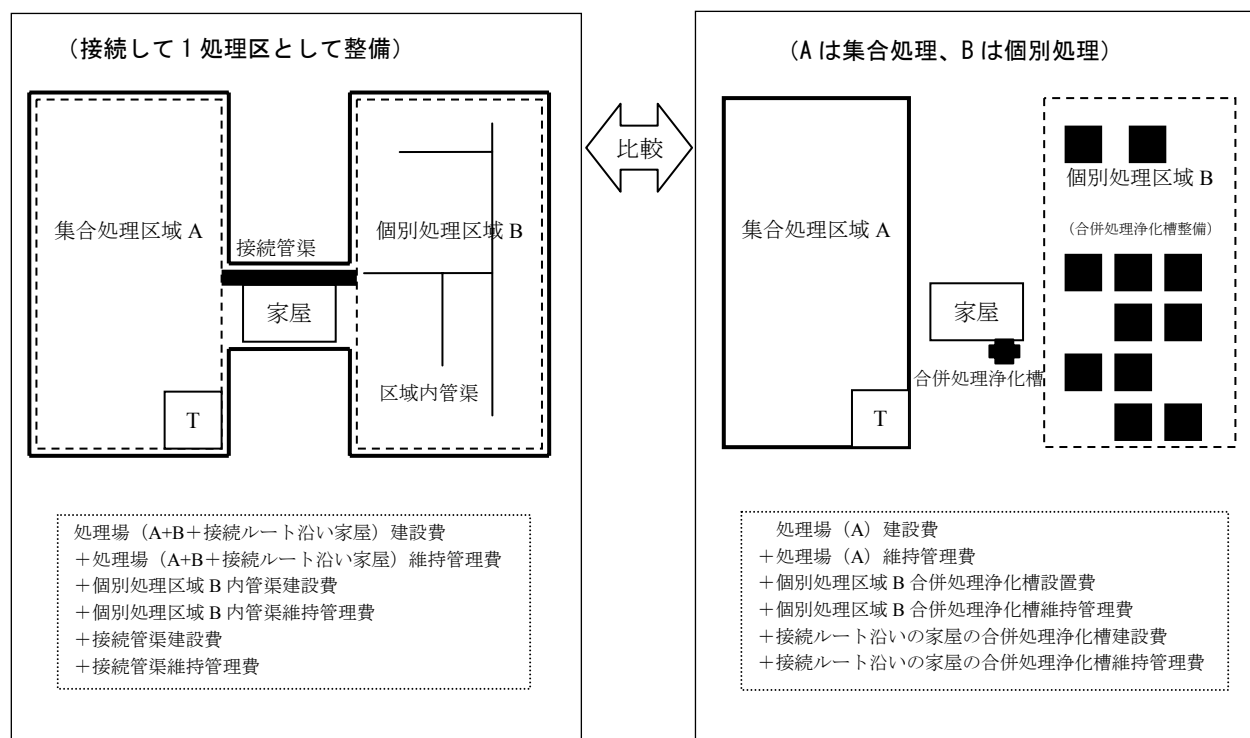 （接続して１処理区として整備）
集合処理区域 A
接続管渠
家屋
個別処理区域 B
区域内管渠
T
処理場（A+B＋接続ルート沿い家屋）建設費
＋処理場（A+B＋接続ルート沿い家屋）維持管理費
＋個別処理区域 B 内管渠建設費
＋個別処理区域 B 内管渠維持管理費
＋接続管渠建設費
＋接続管渠維持管理費
比較
（A は集合処理、B は個別処理）
集合処理区域 A
家屋
合併処理浄化槽
T
個別処理区域 B
（合併処理浄化槽整備）
処理場（A）建設費
＋処理場（A）維持管理費
＋個別処理区域 B 合併処理浄化槽設置費
＋個別処理区域 B 合併処理浄化槽維持管理費
＋接続ルート沿いの家屋の合併処理浄化槽建設費
＋接続ルート沿いの家屋の合併処理浄化槽維持管理費